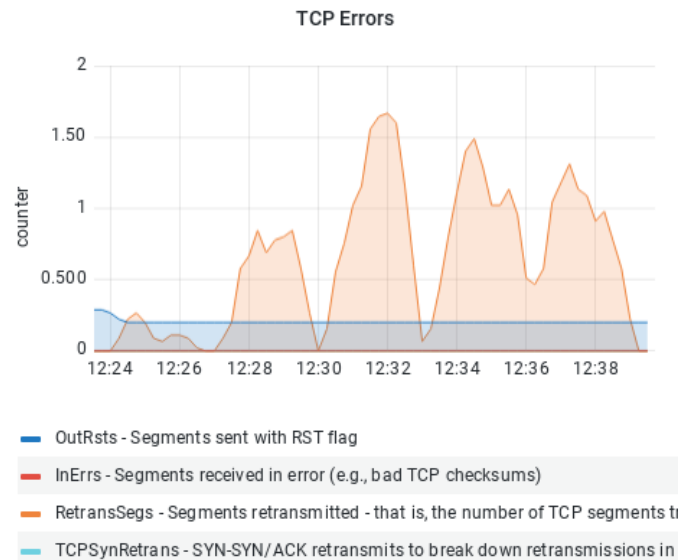 TCP Errors
2
1.50
1
0.500
0
counter
12:24 12:26 12:28 12:30 12:32 12:34 12:36 12:38
OutRsts - Segments sent with RST flag
InErrs - Segments received in error (e.g., bad TCP checksums)
RetransSegs - Segments retransmitted - that is, the number of TCP segments
TCPSynRetrans - SYN-SYN/ACK retransmits to break down retransmissions in